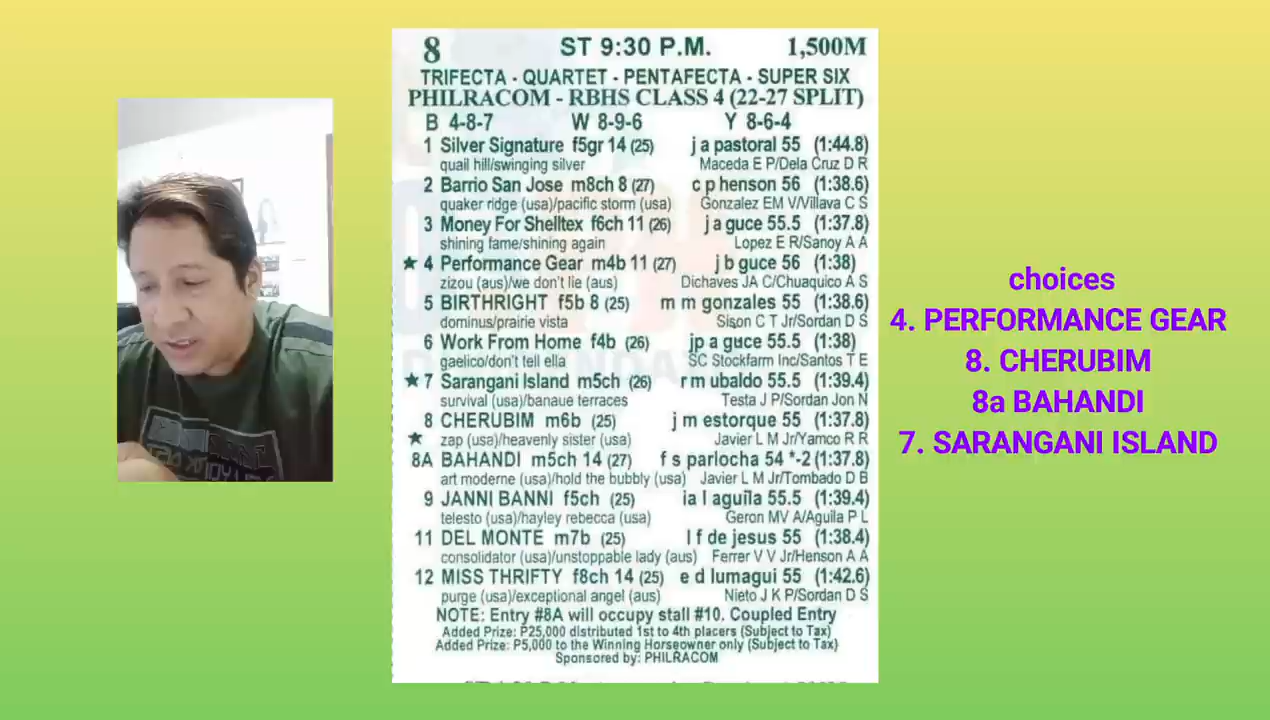 8 ST 9:30 P.M. 1,500M
TRIFECTA - QUARTET - PENTAFECTA - SUPER SIX
PHILRACOM - RBHS CLASS 4 (22-27 SPLIT)
B 4-8-7 W 8-9-6 Y 8-6-4
1 Silver Signature f5gr 14 (25) j a pastoral 55 (1:44.8)
quail hill/swinging silver Maceda E P/Dela Cruz D R
2 Barrio San Jose m8ch 8 (27) c p henson 56 (1:38.6)
quaker ridge (usa)/pacific storm (usa) Gonzalez EM V/Villava C S
3 Money For Shelltex f6ch 11 (26) j a guce 55.5 (1:37.8)
shining fame/shining again Lopez E R/Sanoy A A
★ 4 Performance Gear m4b 11 (27) j b guce 56 (1:38)
zizou (aus)/we don't lie (aus) Dichaves JA C/Chuaquico A S
5 BIRTHRIGHT f5b 8 (25) m m gonzales 55 (1:38.6)
dominus/prairie vista Sison C T Jr/Sordan D S
6 Work From Home f4b (26) jp a guce 55.5 (1:38)
gaelico/don't tell ella SC Stockfarm Inc/Santos T E
★ 7 Sarangani Island m5ch (26) r m ubaldo 55.5 (1:39.4)
survival (usa)/banaue terraces Testa J P/Sordan Jon N
8 CHERUBIM m6b (25) j m estorque 55 (1:37.8)
★ zap (usa)/heavenly sister (usa) Javier L M Jr/Yamco R R
8A BAHANDI m5ch 14 (27) f s parlocha 54 *-2 (1:37.8)
art moderne (usa)/hold the bubbly (usa) Javier L M Jr/Tombado D B
9 JANNI BANNI f5ch (25) ia l aguila 55.5 (1:39.4)
telesto (usa)/hayley rebecca (usa) Geron MV A/Aguila P L
11 DEL MONTE m7b (25) l f de jesus 55 (1:38.4)
consolidator (usa)/unstoppable lady (aus) Ferrer V V Jr/Henson A A
12 MISS THRIFTY f8ch 14 (25) e d lumagui 55 (1:42.6)
purge (usa)/exceptional angel (aus) Nieto J K P/Sordan D S
NOTE: Entry #8A will occupy stall #10. Coupled Entry
Added Prize: P25,000 distributed 1st to 4th placers (Subject to Tax)
Added Prize: P5,000 to the Winning Horseowner only (Subject to Tax)
Sponsored by: PHILRACOM
choices
4. PERFORMANCE GEAR
8. CHERUBIM
8a BAHANDI
7. SARANGANI ISLAND